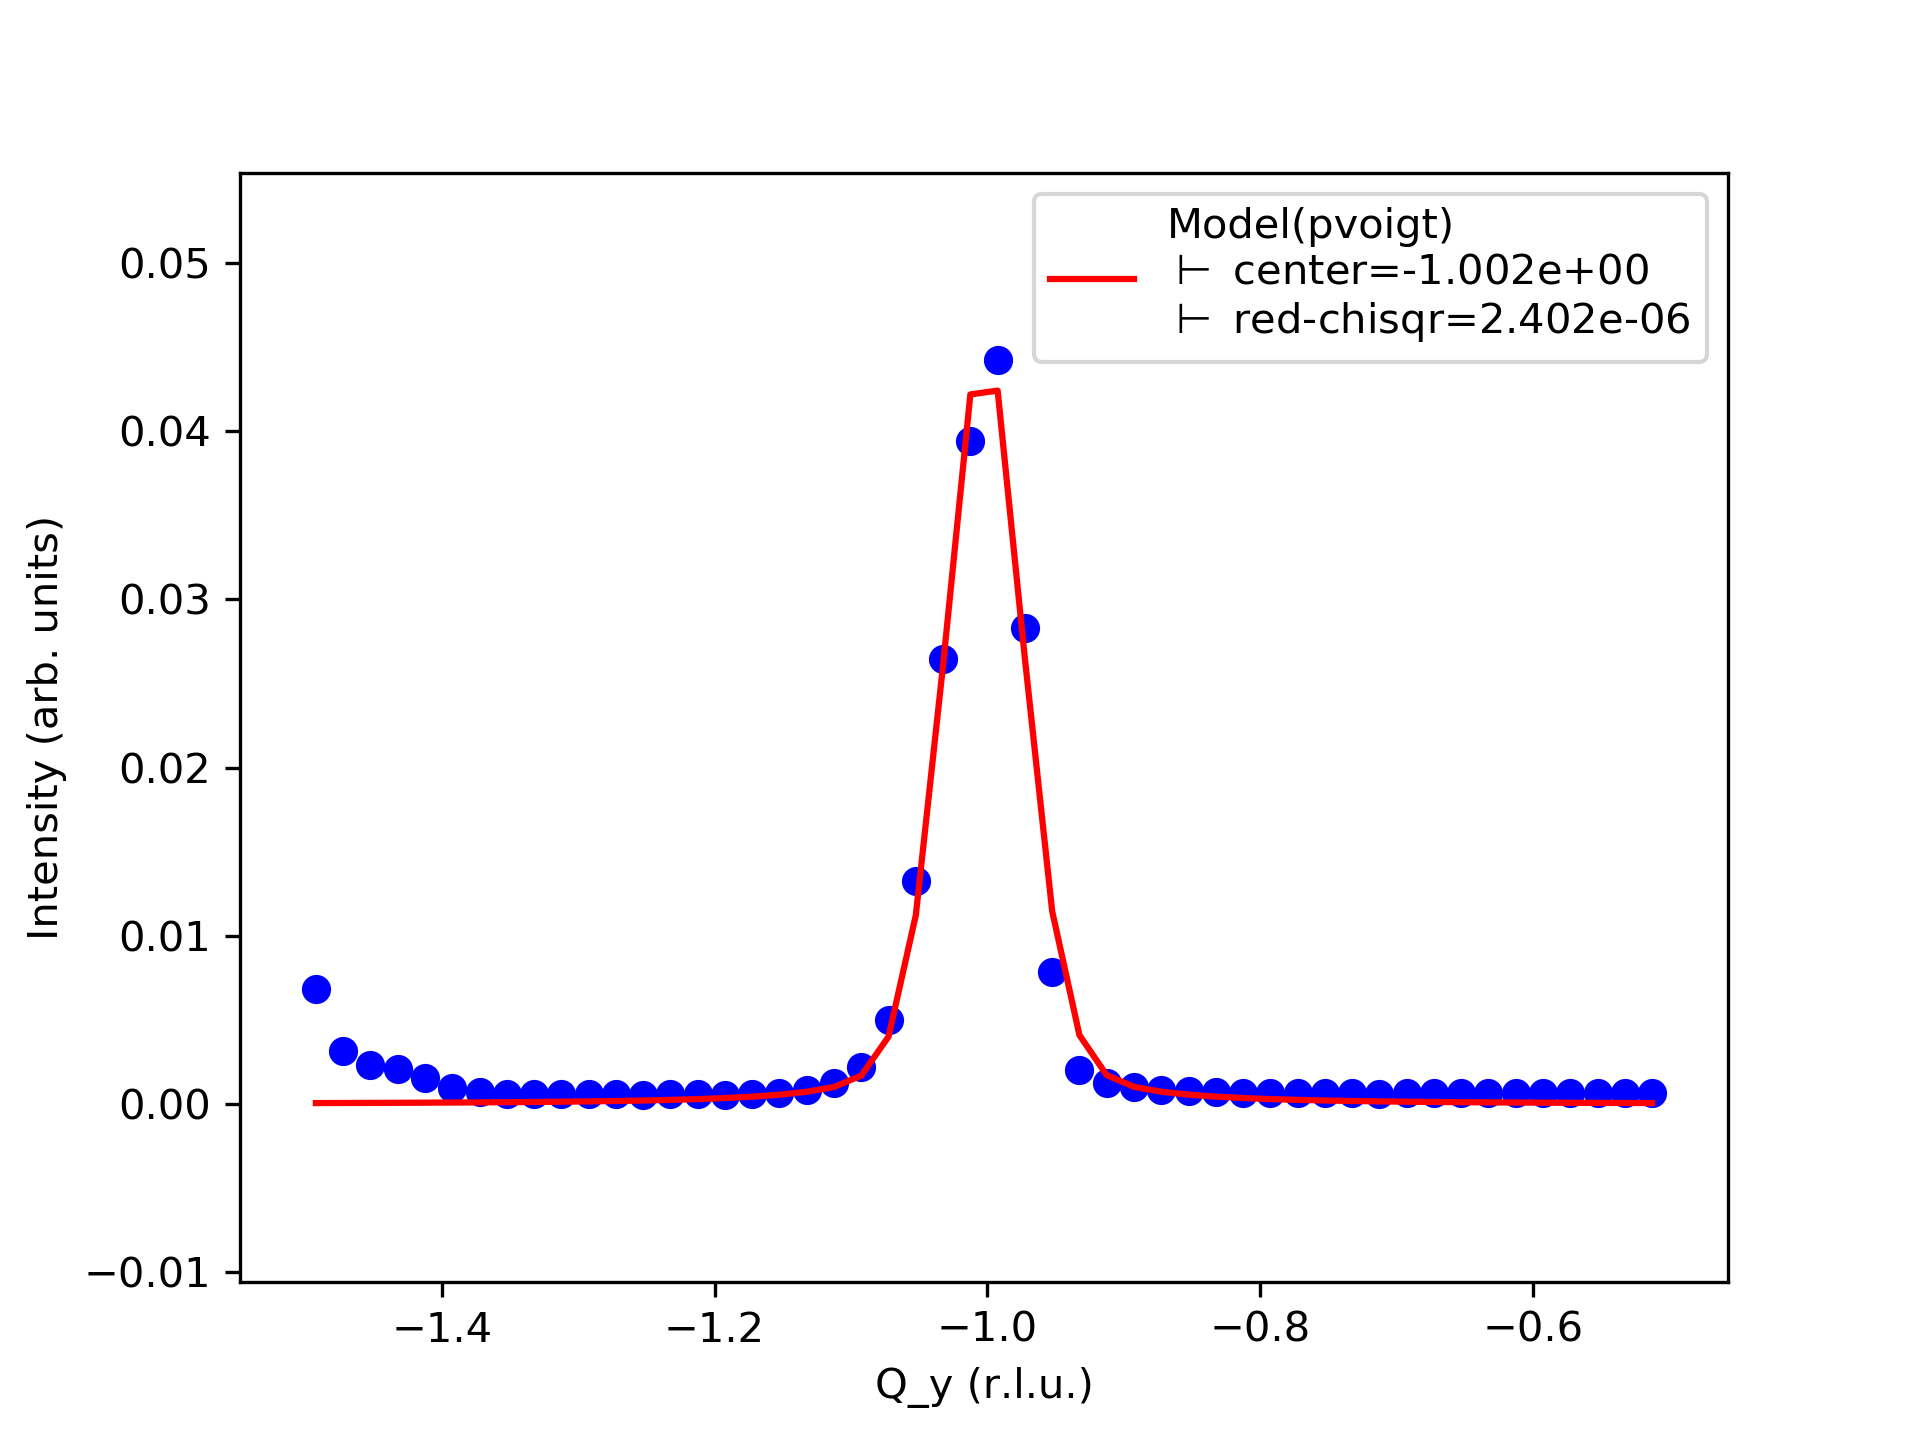 Model(pvoigt)
⊢ center=-1.002e+00
⊢ red-chisqr=2.402e-06
0.05
0.04
0.03
0.02
0.01
0.00
−0.01
Intensity (arb. units)
−1.4
−1.2
−1.0
−0.8
−0.6
Q_y (r.l.u.)